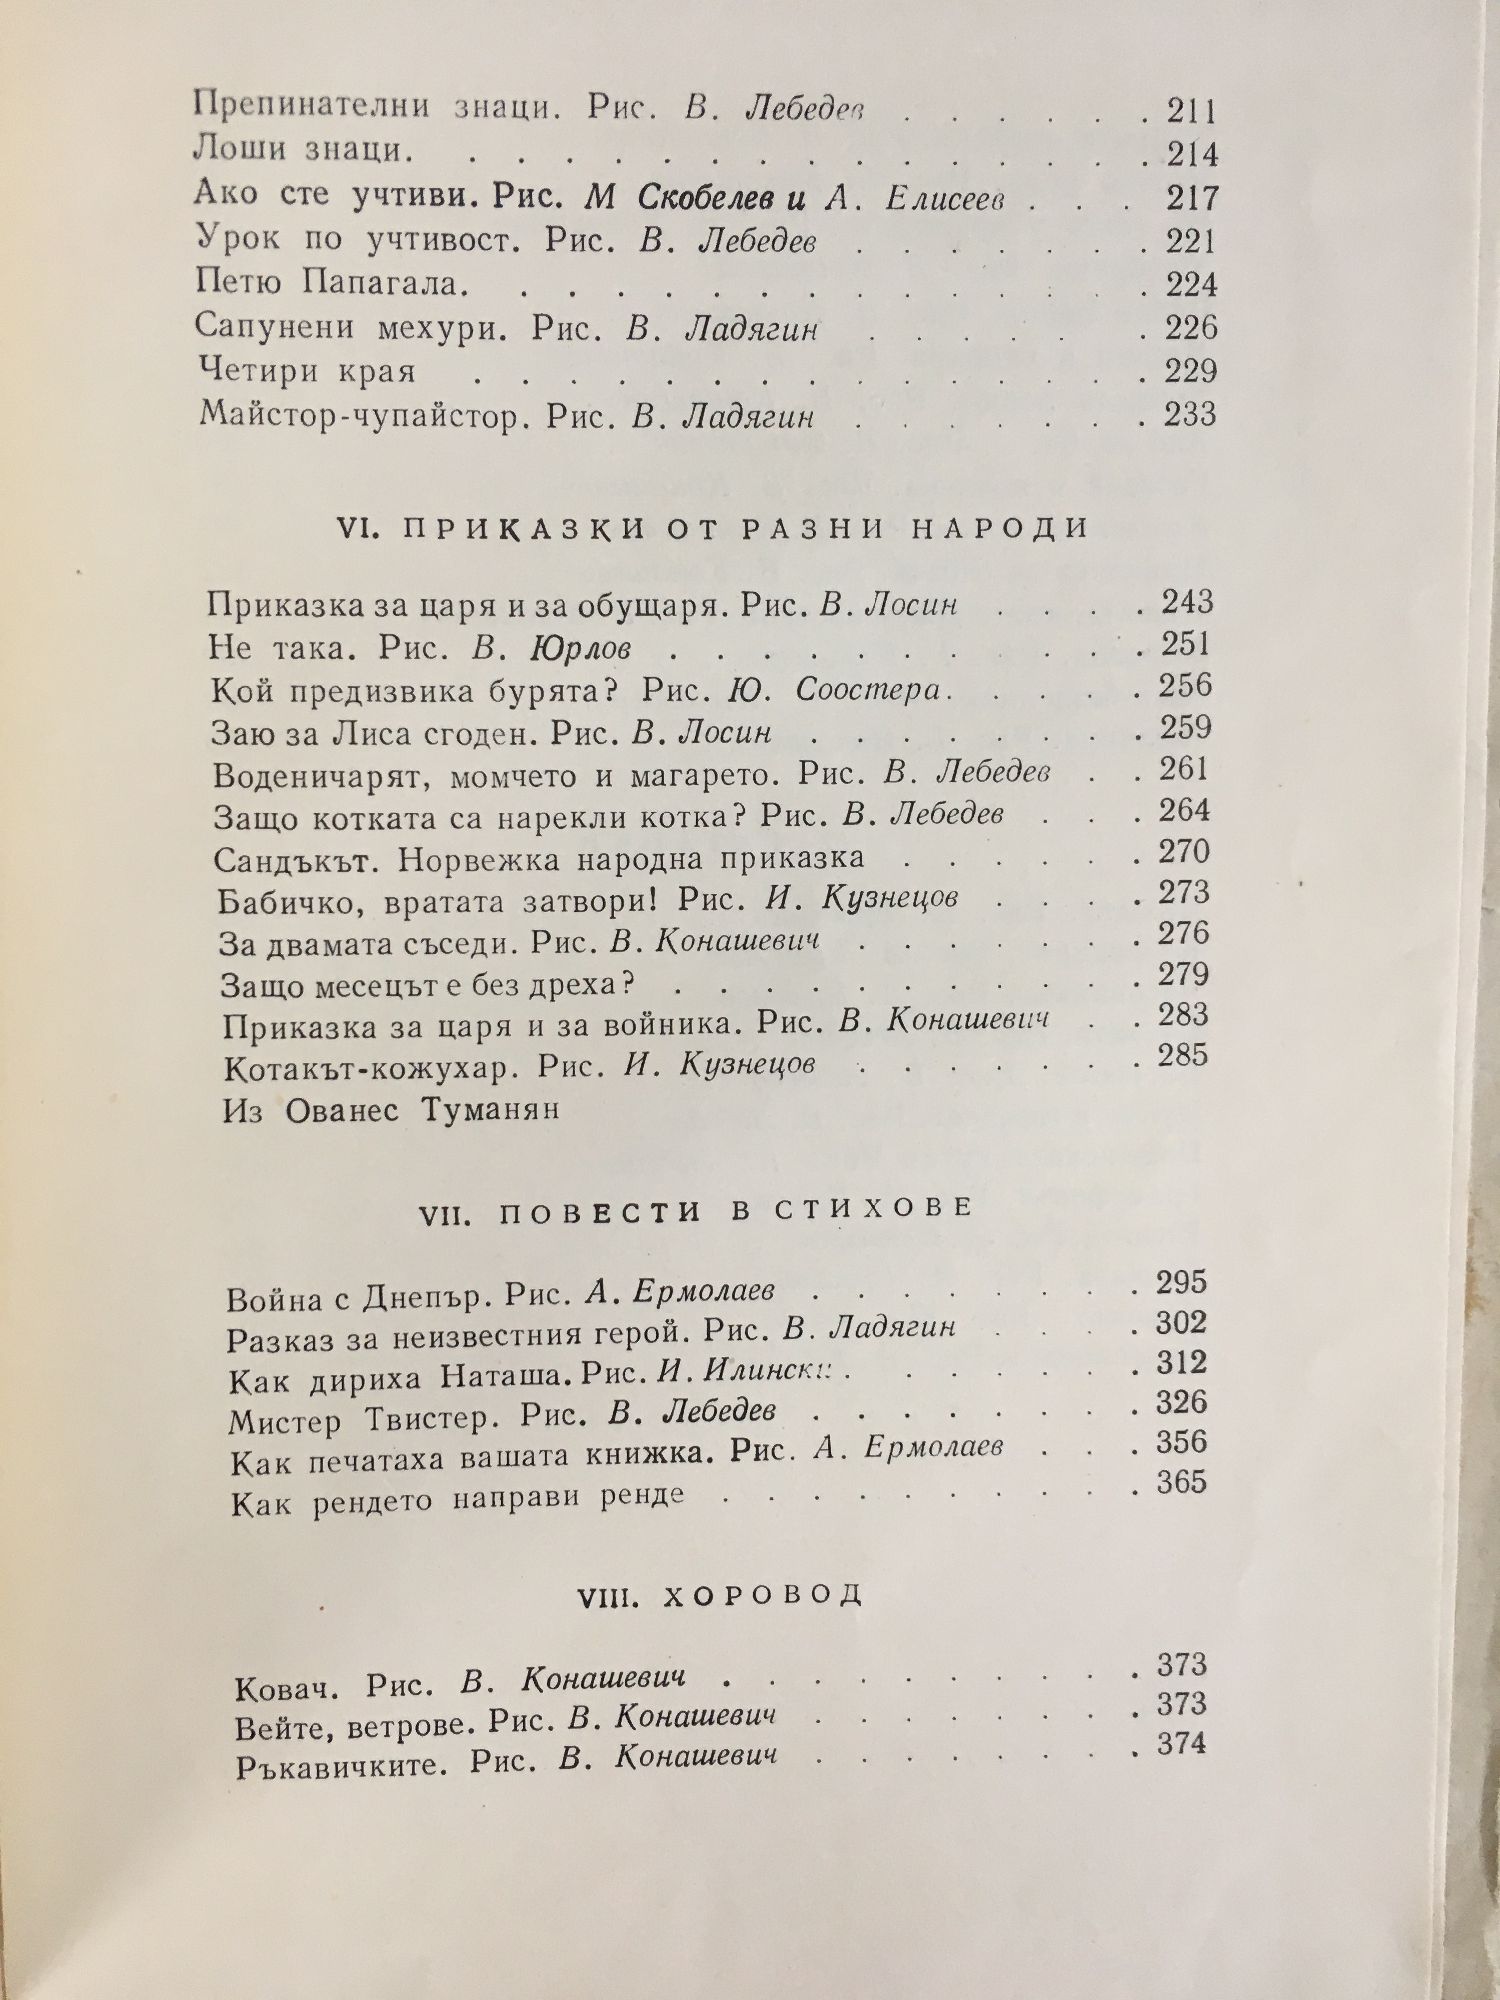 Препинателни знаци. Рис. В. Лебедев . . . . . . 211
Лоши знаци. . . . . . . . . . . . . . . . 214
Ако сте учтиви. Рис. М Скобелев и А. Елисеев . . . 217
Урок по учтивост. Рис. В. Лебедев . . . . . . . 221
Петю Папагала. . . . . . . . . . . . . . . 224
Сапунени мехури. Рис. В. Ладягин . . . . . . 226
Четири края . . . . . . . . . . . . . . . 229
Майстор-чупайстор. Рис. В. Ладягин . . . . . . . 233
VI. ПРИКАЗКИ ОТ РАЗНИ НАРОДИ
Приказка за царя и за обущаря. Рис. В. Лосин . . . . 243
Не така. Рис. В. Юрлов . . . . . . . . . . . 251
Кой предизвика бурята? Рис. Ю. Соостера. . . . . 256
Заю за Лиса сгоден. Рис. В. Лосин . . . . . . . . 259
Воденичарят, момчето и магарето. Рис. В. Лебедев . . 261
Защо котката са нарекли котка? Рис. В. Лебедев . . . 264
Сандъкът. Норвежка народна приказка . . . . . . 270
Бабичко, вратата затвори! Рис. И. Кузнецов . . . . 273
За двамата съседи. Рис. В. Конашевич . . . . . . . 276
Защо месецът е без дреха? . . . . . . . . . . . 279
Приказка за царя и за войника. Рис. В. Конашевич . . 283
Котакът-кожухар. Рис. И. Кузнецов . . . . . . . 285
Из Ованес Туманян
VII. ПОВЕСТИ В СТИХОВЕ
Война с Днепър. Рис. А. Ермолаев . . . . . . . . 295
Разказ за неизвестния герой. Рис. В. Ладягин . . . . 302
Как дириха Наташа. Рис. И. Илински . . . . . . . 312
Мистер Твистер. Рис. В. Лебедев . . . . . . . . 326
Как печатаха вашата книжка. Рис. А. Ермолаев . . . 356
Как рендето направи ренде . . . . . . . . . . 365
VIII. ХОРОВОД
Ковач. Рис. В. Конашевич . . . . . . . . . . 373
Вейте, ветрове. Рис. В. Конашевич . . . . . . . . 373
Ръкавичките. Рис. В. Конашевич . . . . . . . . 374